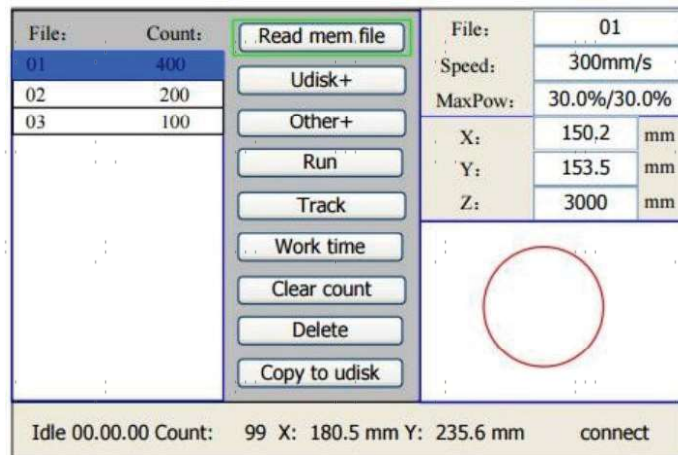 File: Count:
01 400
02 200
03 100
Read mem file
Udisk+
Other+
Run
Track
Work time
Clear count
Delete
Copy to udisk
File: 01
Speed: 300mm/s
MaxPow: 30.0%/30.0%
X: 150.2 mm
Y: 153.5 mm
Z: 3000 mm
Idle 00.00.00 Count: 99 X: 180.5 mm Y: 235.6 mm connect